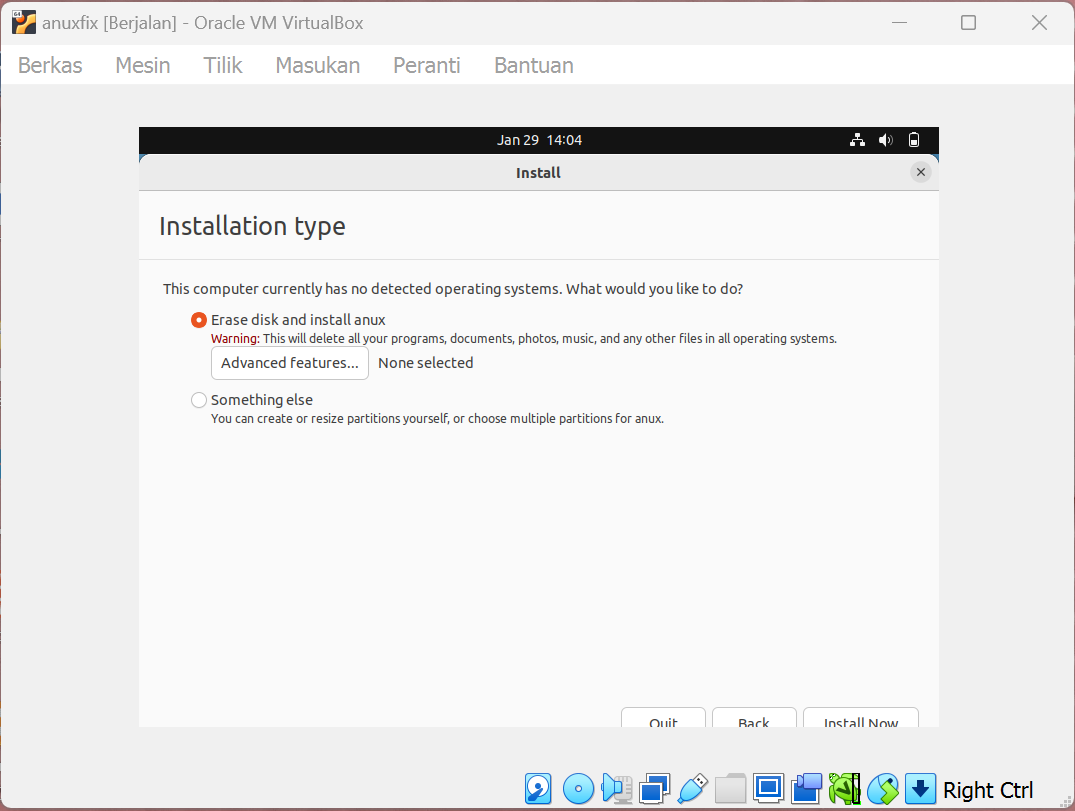 anuxfix [Berjalan] - Oracle VM VirtualBox
Berkas Mesin Tilik Masukan Peranti Bantuan
Jan 29 14:04
Install
Installation type
This computer currently has no detected operating systems. What would you like to do?
Erase disk and install anux
Warning: This will delete all your programs, documents, photos, music, and any other files in all operating systems.
Advanced features... None selected
Something else
You can create or resize partitions yourself, or choose multiple partitions for anux.
Quit Back Install Now
Right Ctrl